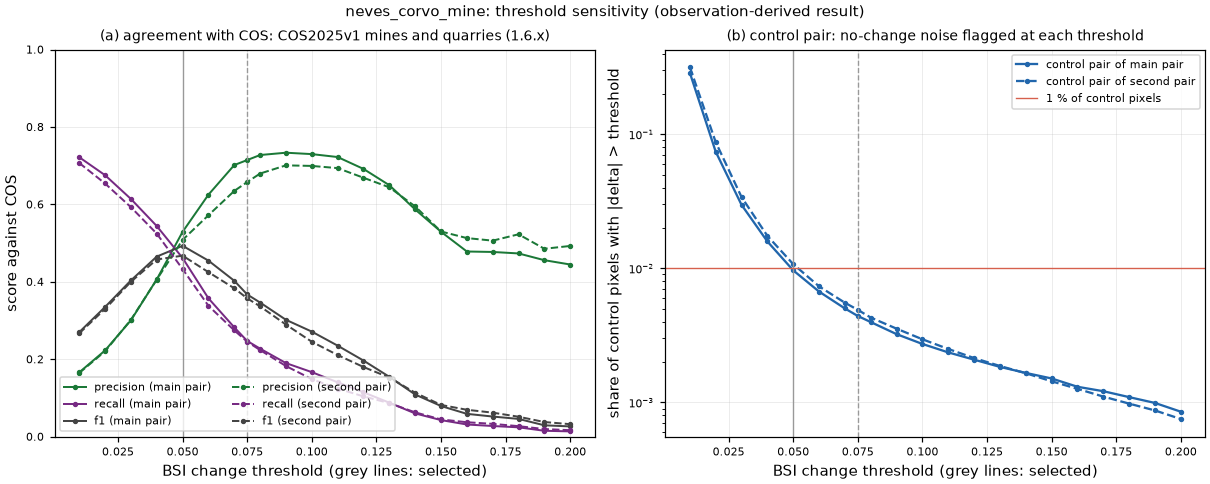 neves_corvo_mine: threshold sensitivity (observation-derived result)
(a) agreement with COS: COS2025v1 mines and quarries (1.6.x)
score against COS
1.0
0.8
0.6
0.4
0.2
0.0
precision (main pair)
recall (main pair)
f1 (main pair)
precision (second pair)
recall (second pair)
f1 (second pair)
0.025 0.050 0.075 0.100 0.125 0.150 0.175 0.200
BSI change threshold (grey lines: selected)
(b) control pair: no-change noise flagged at each threshold
share of control pixels with |delta| > threshold
10⁻¹
10⁻²
10⁻³
control pair of main pair
control pair of second pair
1 % of control pixels
0.025 0.050 0.075 0.100 0.125 0.150 0.175 0.200
BSI change threshold (grey lines: selected)